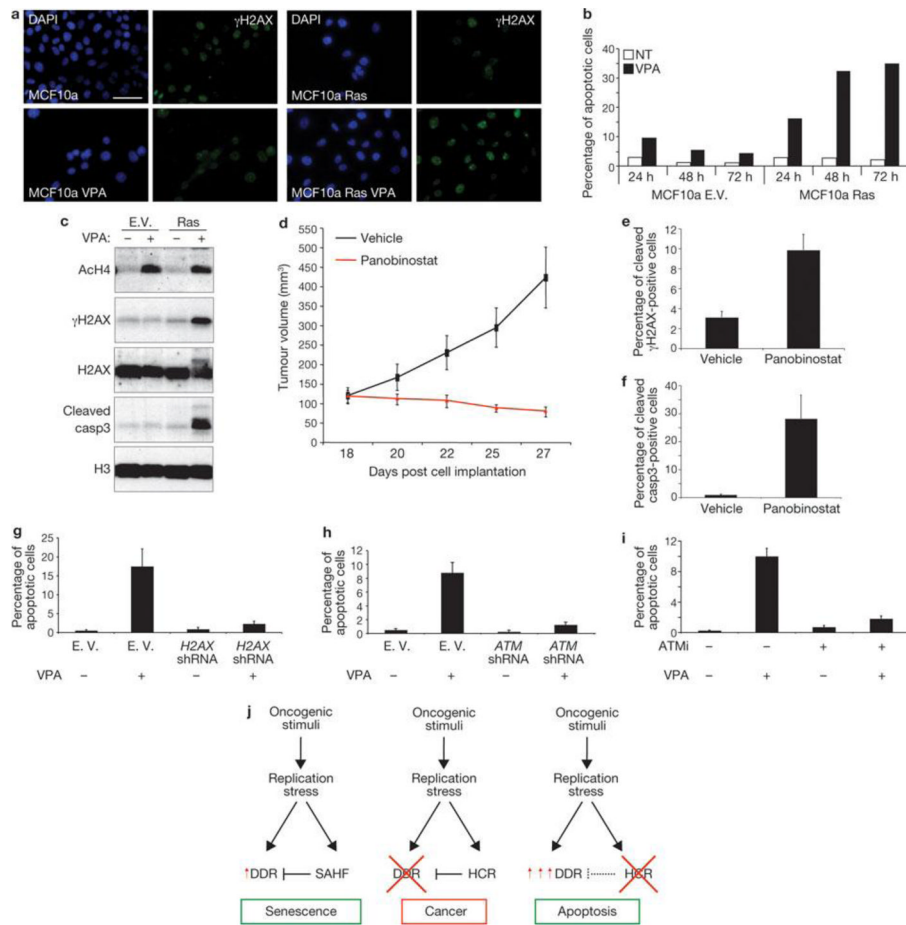 a
DAPI
γH2AX
DAPI
γH2AX
MCF10a
MCF10a Ras
MCF10a VPA
MCF10a Ras VPA
b
Percentage of apoptotic cells
40
30
20
10
0
NT
VPA
24 h 48 h 72 h 24 h 48 h 72 h
MCF10a E.V. MCF10a Ras
c
E.V. Ras
VPA: – + – +
AcH4
γH2AX
H2AX
Cleaved
casp3
H3
d
Tumour volume (mm³)
550
500
450
400
350
300
250
200
150
100
50
0
Vehicle
Panobinostat
18 20 22 25 27
Days post cell implantation
e
Percentage of cleaved
γH2AX-positive cells
12
10
8
6
4
2
0
Vehicle Panobinostat
f
Percentage of cleaved
casp3-positive cells
40
30
20
10
0
Vehicle Panobinostat
g
Percentage of
apoptotic cells
25
20
15
10
5
0
E. V. E. V. H2AX H2AX
shRNA shRNA
VPA – + – +
h
Percentage of
apoptotic cells
12
10
8
6
4
2
0
E. V. E. V. ATM ATM
shRNA shRNA
VPA – + – +
i
Percentage of
apoptotic cells
12
8
4
0
ATMi – – + +
VPA – + – +
j
Oncogenic
stimuli
Replication
stress
DDR SAHF
Senescence
Oncogenic
stimuli
Replication
stress
DDR HCR
Cancer
Oncogenic
stimuli
Replication
stress
DDR HCR
Apoptosis